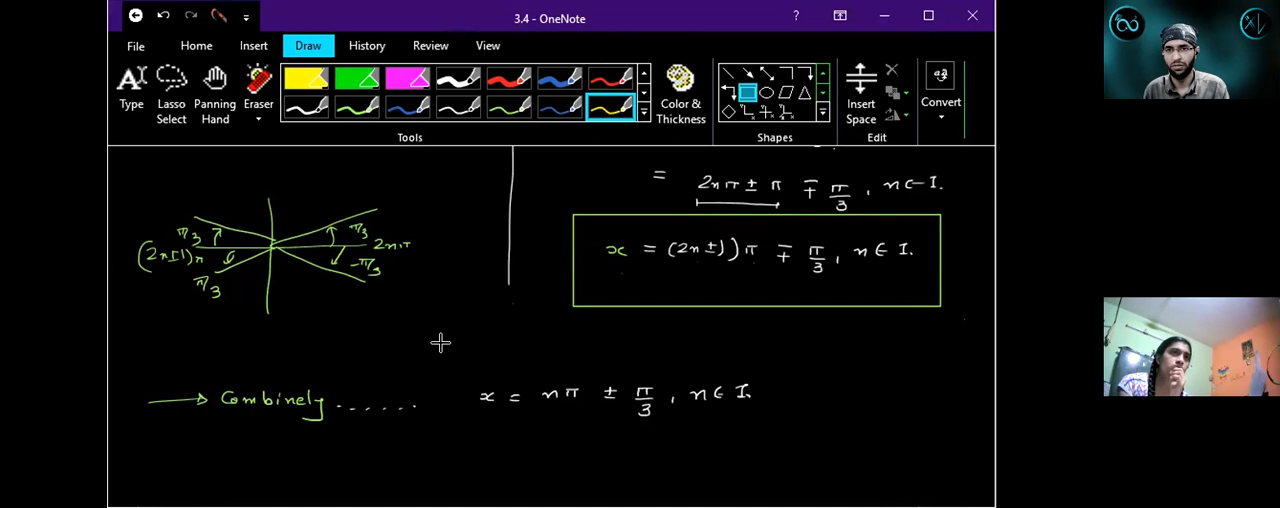 3.4 - OneNote
File Home Insert Draw History Review View
Type Lasso Select Panning Hand Eraser Color & Thickness Insert Space Convert
Tools Shapes Edit
= 2nπ ± π ∓ π/3 , n ∈ I.
x = (2n ± 1)π ∓ π/3 , n ∈ I.
π/3 π/3
(2n±1)π 2nπ
π/3 -π/3
→ Combinely ...... x = nπ ± π/3 , n ∈ I.